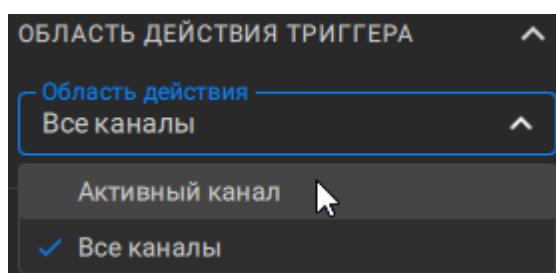 ОБЛАСТЬ ДЕЙСТВИЯ ТРИГГЕРА
Область действия
Все каналы
Активный канал
Все каналы